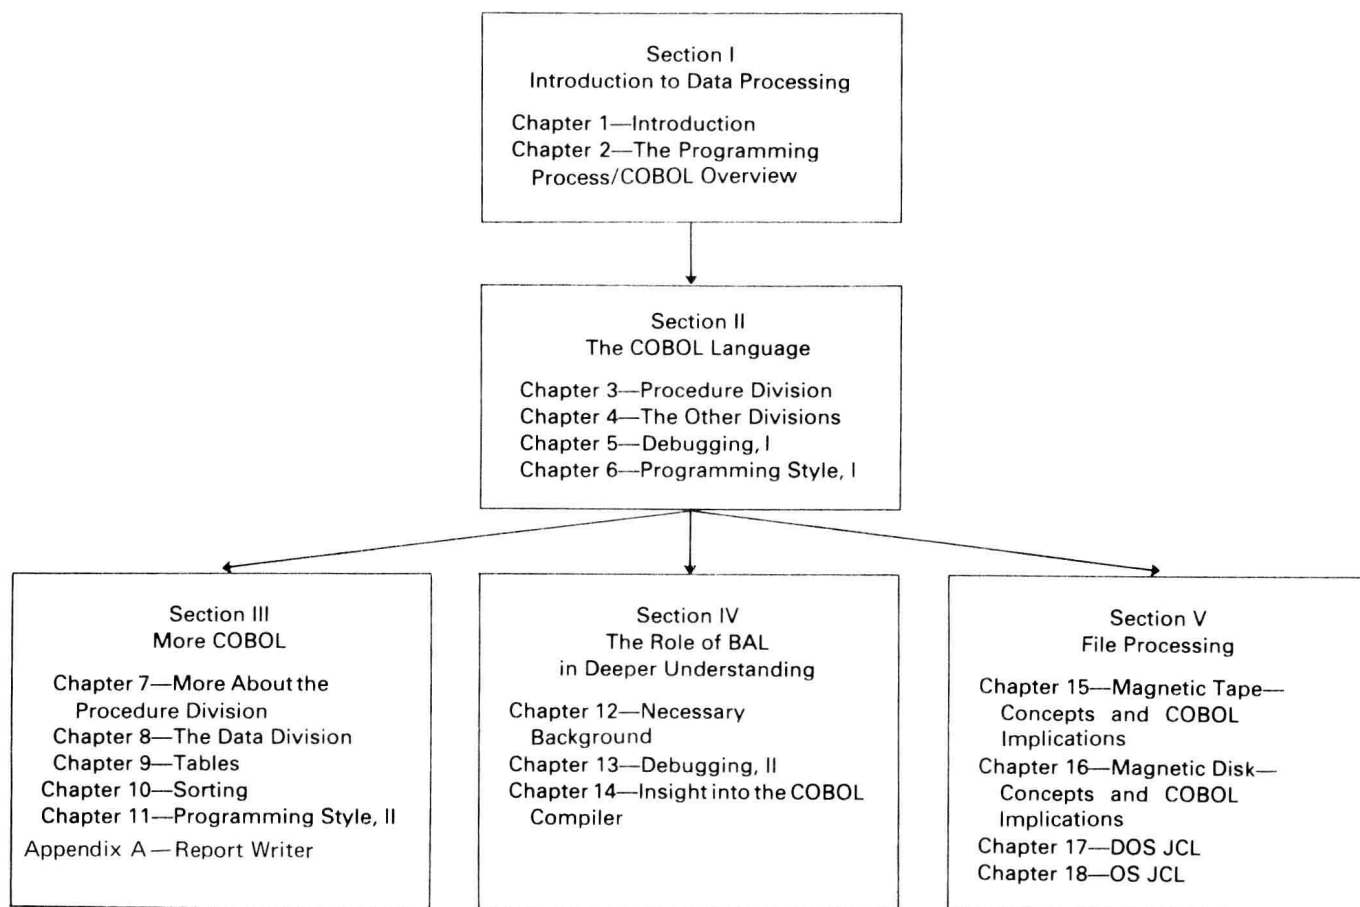 Section I
Introduction to Data Processing
Chapter 1—Introduction
Chapter 2—The Programming
Process/COBOL Overview
Section II
The COBOL Language
Chapter 3—Procedure Division
Chapter 4—The Other Divisions
Chapter 5—Debugging, I
Chapter 6—Programming Style, I
Section III
More COBOL
Chapter 7—More About the
Procedure Division
Chapter 8—The Data Division
Chapter 9—Tables
Chapter 10—Sorting
Chapter 11—Programming Style, II
Appendix A—Report Writer
Section IV
The Role of BAL
in Deeper Understanding
Chapter 12—Necessary
Background
Chapter 13—Debugging, II
Chapter 14—Insight into the COBOL
Compiler
Section V
File Processing
Chapter 15—Magnetic Tape—
Concepts and COBOL
Implications
Chapter 16—Magnetic Disk—
Concepts and COBOL
Implications
Chapter 17—DOS JCL
Chapter 18—OS JCL